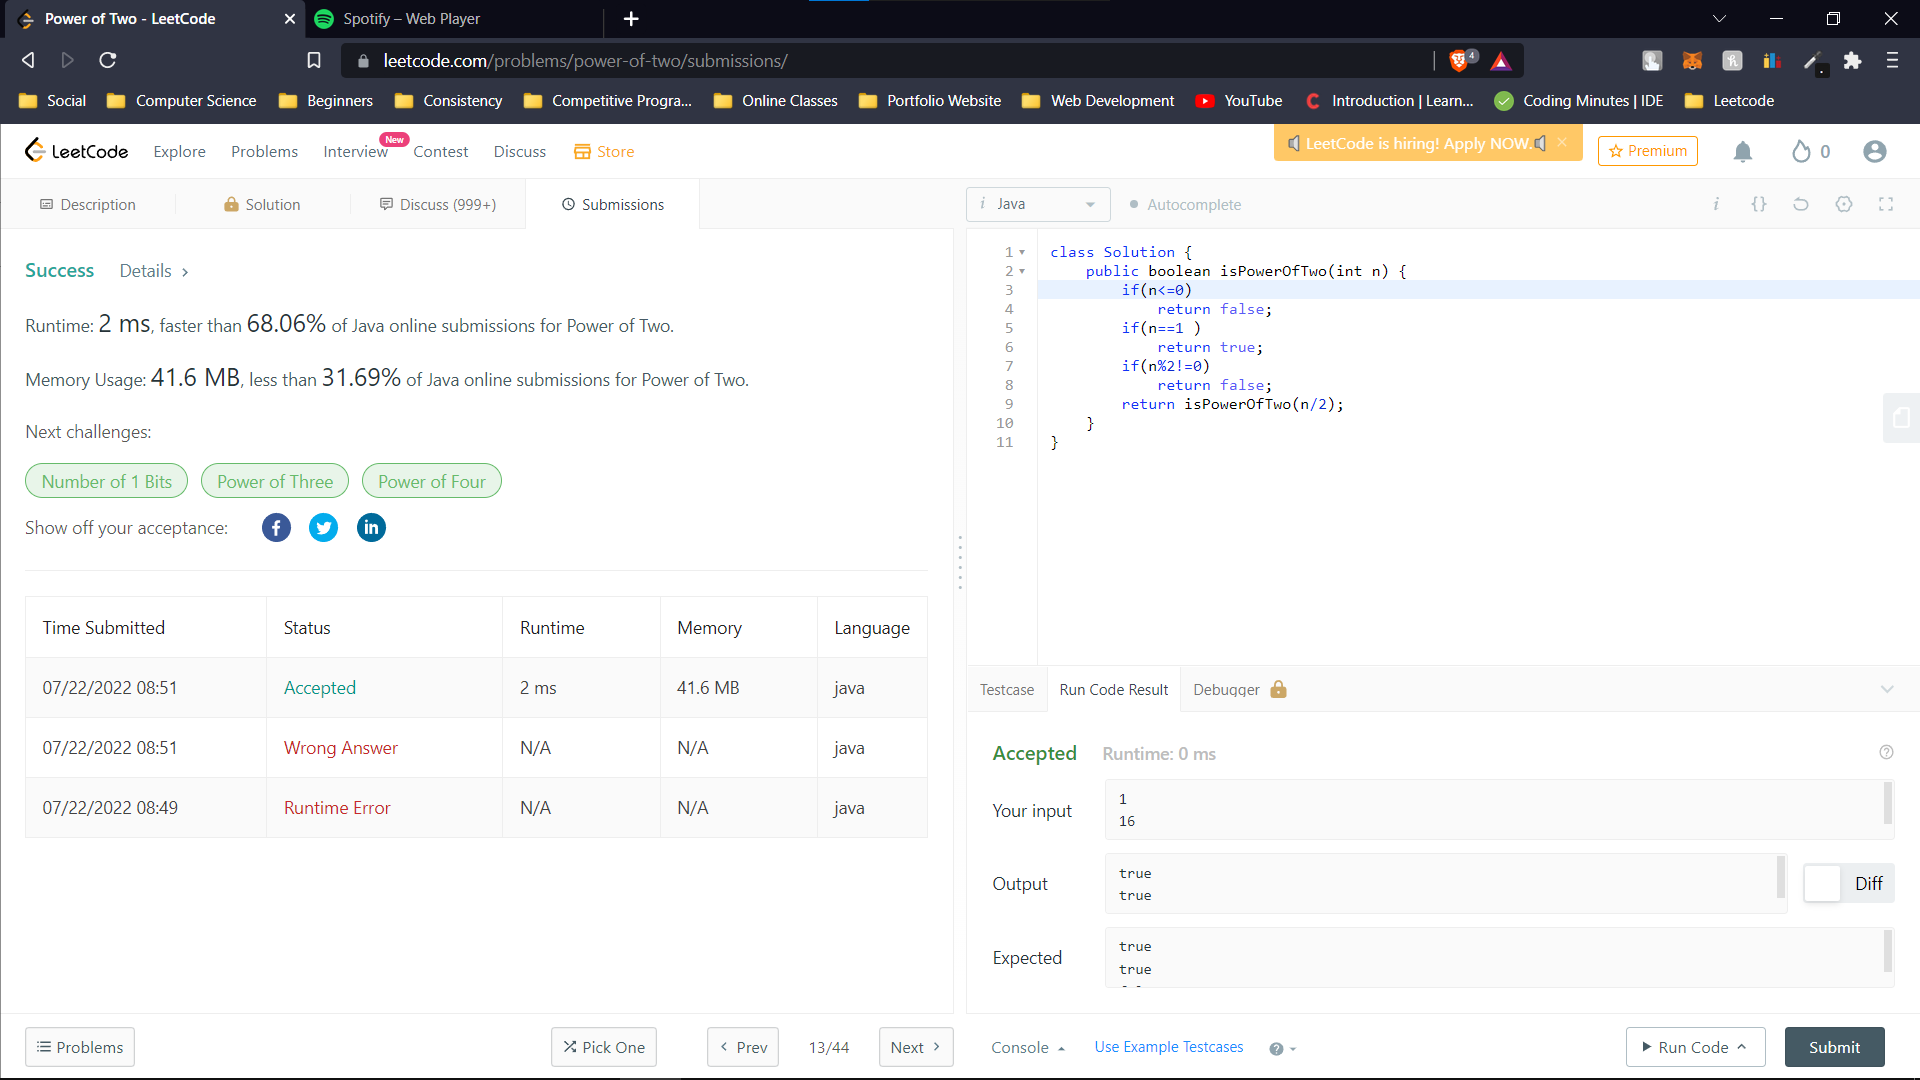 Power of Two - LeetCode
Spotify – Web Player
leetcode.com/problems/power-of-two/submissions/
4
Social
Computer Science
Beginners
Consistency
Competitive Progra...
Online Classes
Portfolio Website
Web Development
YouTube
Introduction | Learn...
Coding Minutes | IDE
Leetcode
LeetCode
Explore
Problems
Interview
New
Contest
Discuss
Store
LeetCode is hiring! Apply NOW.
Premium
0
Description
Solution
Discuss (999+)
Submissions
i Java
Autocomplete
i {}
Success
Details
Runtime: 2 ms, faster than 68.06% of Java online submissions for Power of Two.
Memory Usage: 41.6 MB, less than 31.69% of Java online submissions for Power of Two.
Next challenges:
Number of 1 Bits
Power of Three
Power of Four
Show off your acceptance:
Time Submitted Status Runtime Memory Language
07/22/2022 08:51 Accepted 2 ms 41.6 MB java
07/22/2022 08:51 Wrong Answer N/A N/A java
07/22/2022 08:49 Runtime Error N/A N/A java
1 class Solution {
2 public boolean isPowerOfTwo(int n) {
3 if(n<=0)
4 return false;
5 if(n==1 )
6 return true;
7 if(n%2!=0)
8 return false;
9 return isPowerOfTwo(n/2);
10 }
11 }
Testcase
Run Code Result
Debugger
Accepted Runtime: 0 ms
Your input
1
16
Output
true
true
Diff
Expected
true
true
Problems
Pick One
Prev
13/44
Next
Console
Use Example Testcases
Run Code
Submit